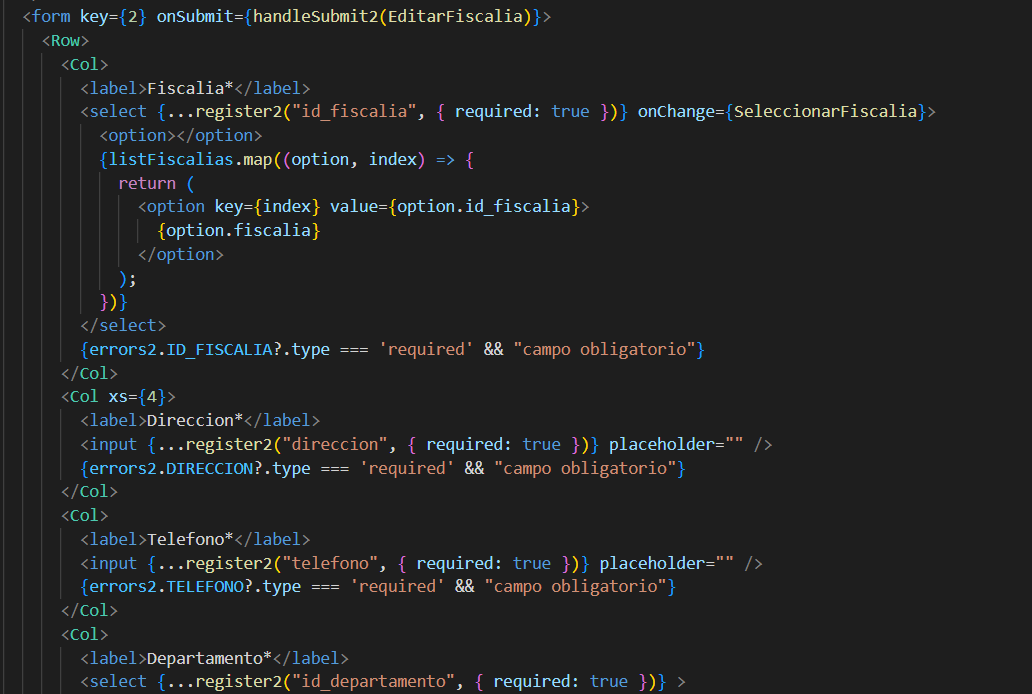 <form key={2} onSubmit={handleSubmit2(EditarFiscalia)}>
<Row>
<Col>
<label>Fiscalia*</label>
<select {...register2("id_fiscalia", { required: true })} onChange={SeleccionarFiscalia}>
<option></option>
{listFiscalias.map((option, index) => {
return (
<option key={index} value={option.id_fiscalia}>
{option.fiscalia}
</option>
);
})}
</select>
{errors2.ID_FISCALIA?.type === 'required' && "campo obligatorio"}
</Col>
<Col xs={4}>
<label>Direccion*</label>
<input {...register2("direccion", { required: true })} placeholder="" />
{errors2.DIRECCION?.type === 'required' && "campo obligatorio"}
</Col>
<Col>
<label>Telefono*</label>
<input {...register2("telefono", { required: true })} placeholder="" />
{errors2.TELEFONO?.type === 'required' && "campo obligatorio"}
</Col>
<Col>
<label>Departamento*</label>
<select {...register2("id_departamento", { required: true })} >